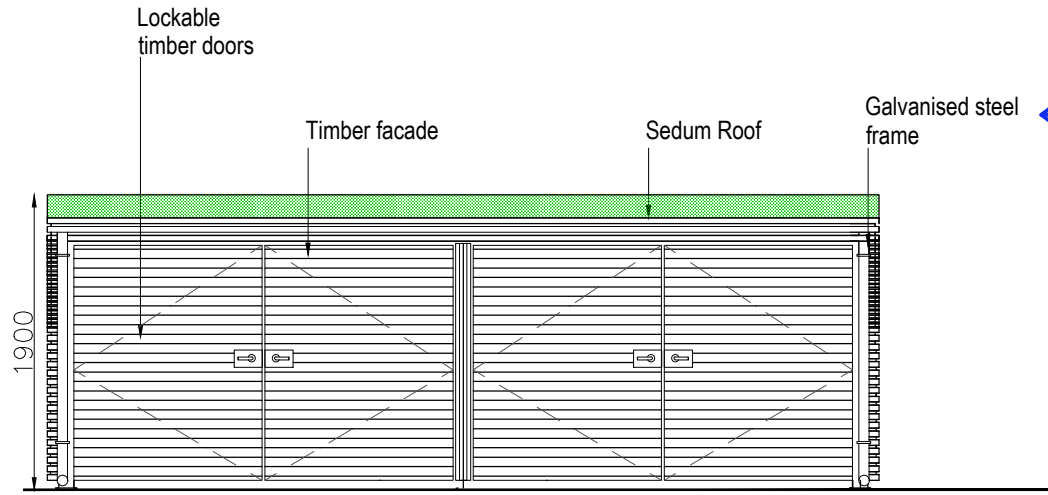 Lockable
timber doors
Timber facade
Sedum Roof
Galvanised steel
frame
1900